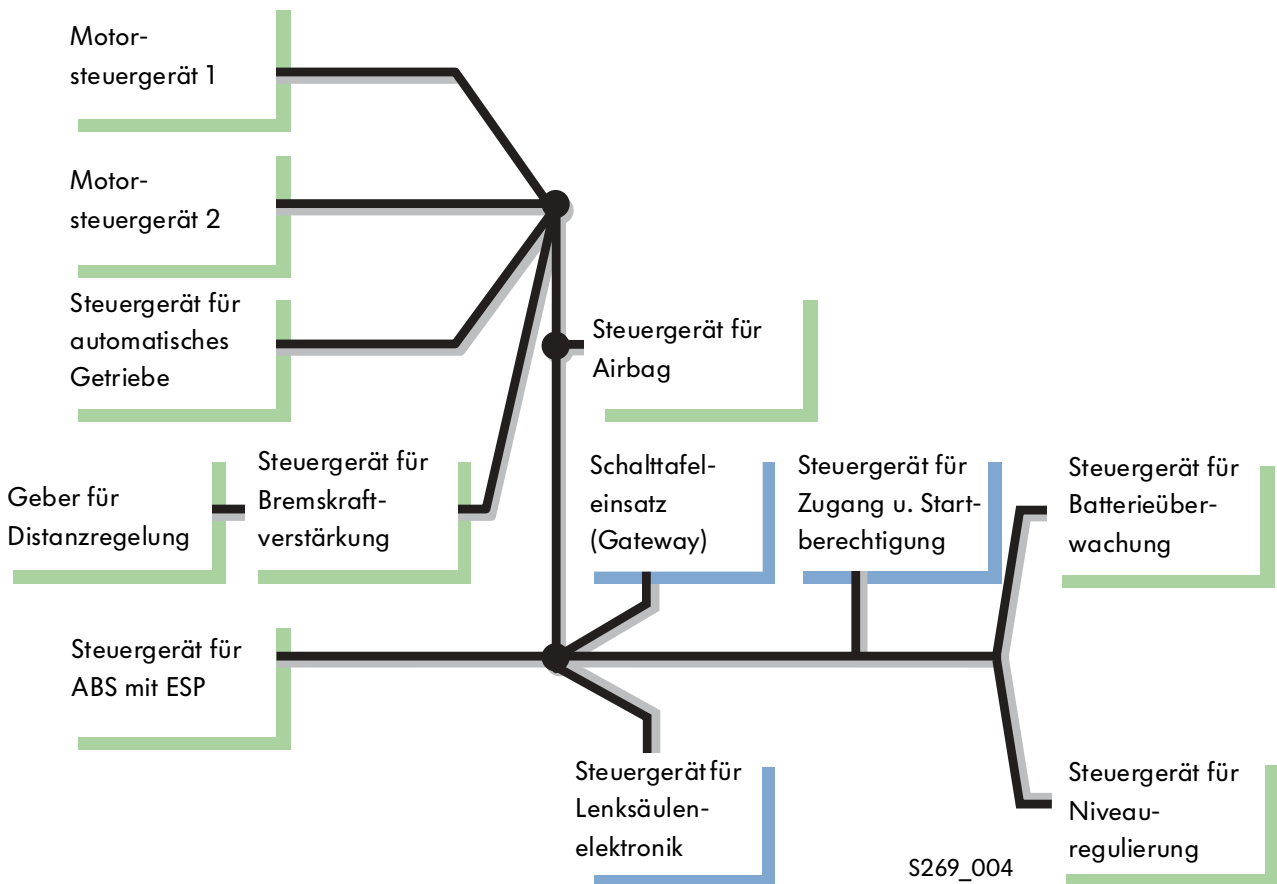 Motor-
steuergerät 1
Motor-
steuergerät 2
Steuergerät für
automatisches
Getriebe
Steuergerät für
Airbag
Geber für
Distanzregelung
Steuergerät für
Bremskraft-
verstärkung
Schalttafel-
einsatz
(Gateway)
Steuergerät für
Zugang u. Start-
berechtigung
Steuergerät für
Batterieüber-
wachung
Steuergerät für
ABS mit ESP
Steuergerät für
Lenksäulen-
elektronik
Steuergerät für
Niveau-
regulierung
S269_004